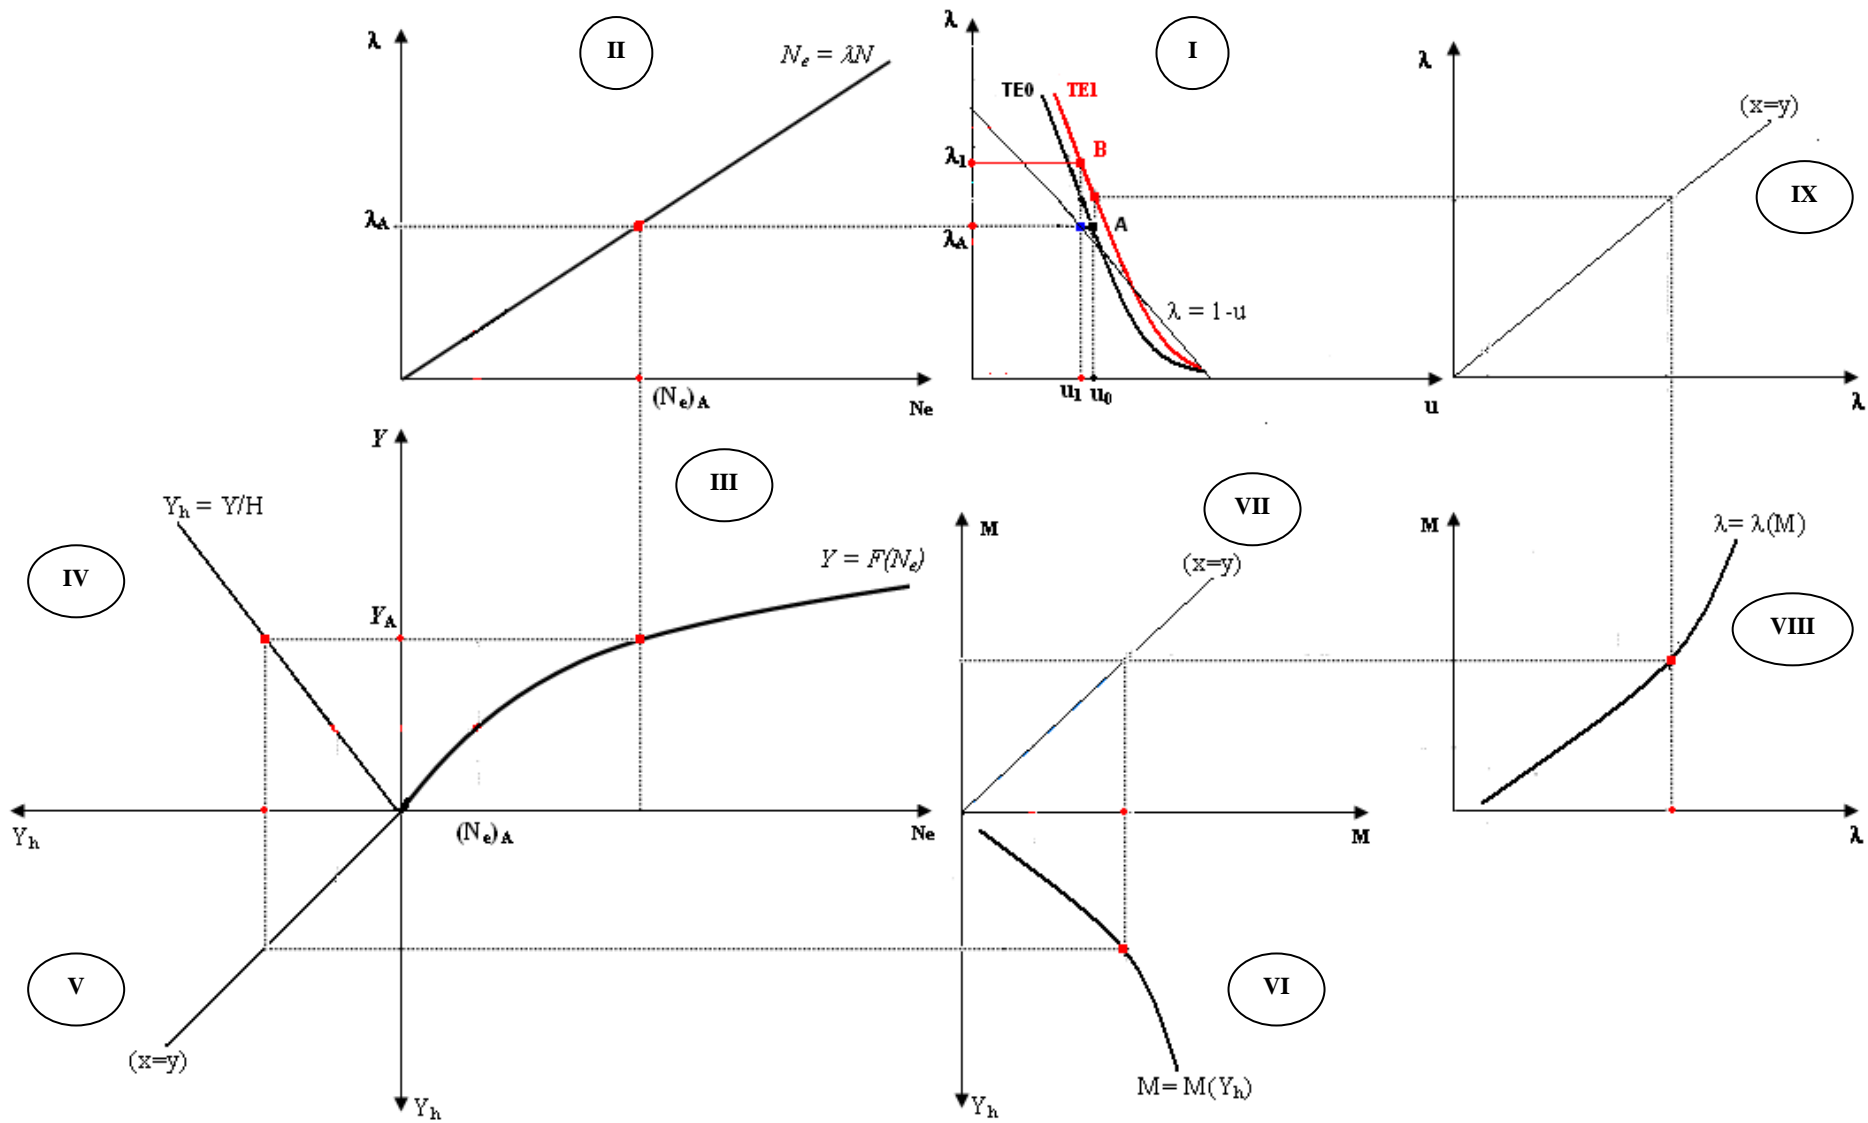 λ
II
Nₑ = λN
λA
(Nₑ)A
Ne
λ
I
TE0
TE1
λ1
B
λA
A
λ = 1-u
u1
u0
u
λ
(x=y)
IX
λ
Y
III
Yₕ = Y/H
IV
Y = F(Nₑ)
YA
Yₕ
(Nₑ)A
Ne
V
(x=y)
Yₕ
VII
M
(x=y)
M
VI
M= M(Yₕ)
Yₕ
M
λ= λ(M)
VIII
λ